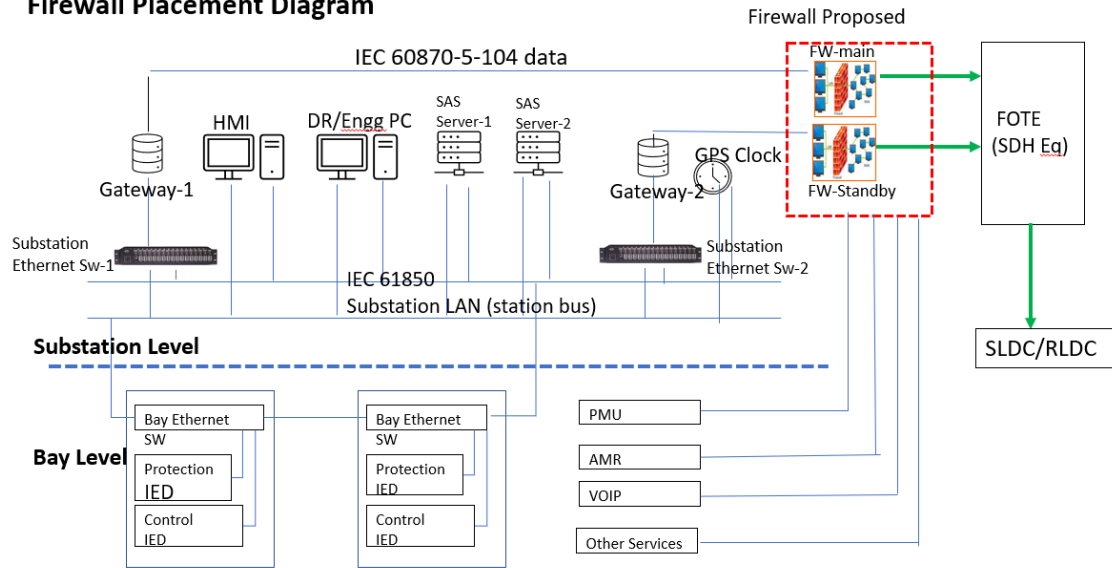 Firewall Placement Diagram
Firewall Proposed
IEC 60870-5-104 data
FW-main
HMI
DR/Engg PC
SAS
Server-1
SAS
Server-2
FOTE
(SDH Eq)
GPS Clock
Gateway-1
Gateway-2
FW-Standby
Substation
Ethernet Sw-1
Substation
Ethernet Sw-2
IEC 61850
Substation LAN (station bus)
Substation Level
SLDC/RLDC
Bay Level
Bay Ethernet
SW
Protection
IED
Control
IED
Bay Ethernet
SW
Protection
IED
Control
IED
PMU
AMR
VOIP
Other Services